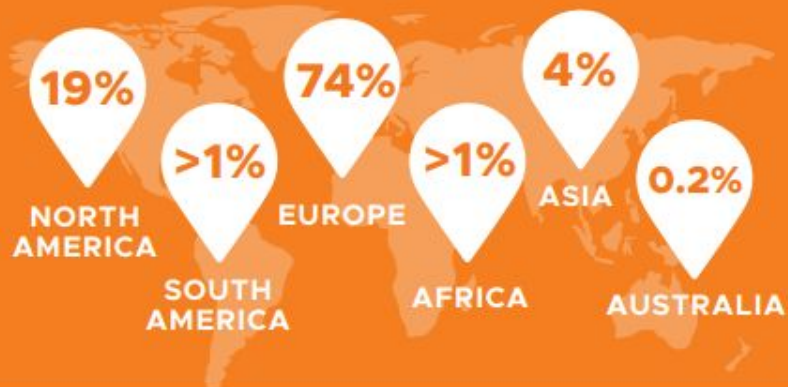 19%
NORTH
AMERICA
>1%
SOUTH
AMERICA
74%
EUROPE
>1%
AFRICA
4%
ASIA
0.2%
AUSTRALIA